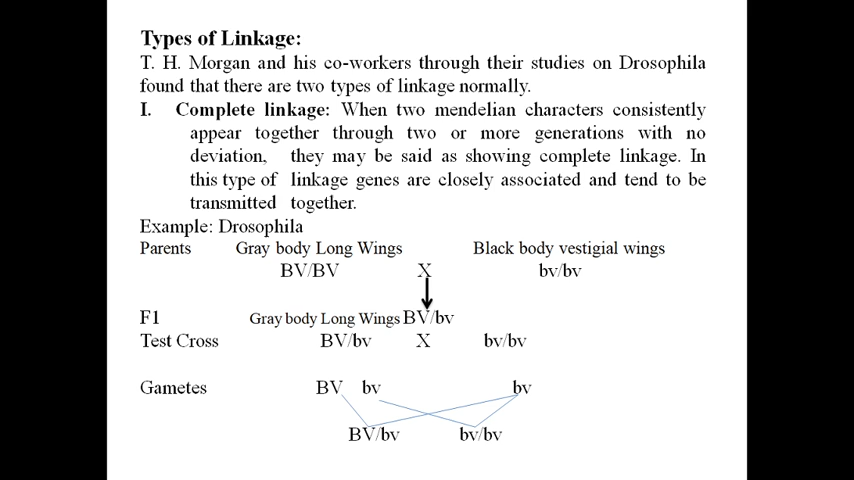 Types of Linkage:
T. H. Morgan and his co-workers through their studies on Drosophila
found that there are two types of linkage normally.
I. Complete linkage: When two mendelian characters consistently
appear together through two or more generations with no
deviation, they may be said as showing complete linkage. In
this type of linkage genes are closely associated and tend to be
transmitted together.
Example: Drosophila
Parents Gray body Long Wings Black body vestigial wings
BV/BV X bv/bv
F1 Gray body Long Wings BV/bv
Test Cross BV/bv X bv/bv
Gametes BV bv bv
BV/bv bv/bv